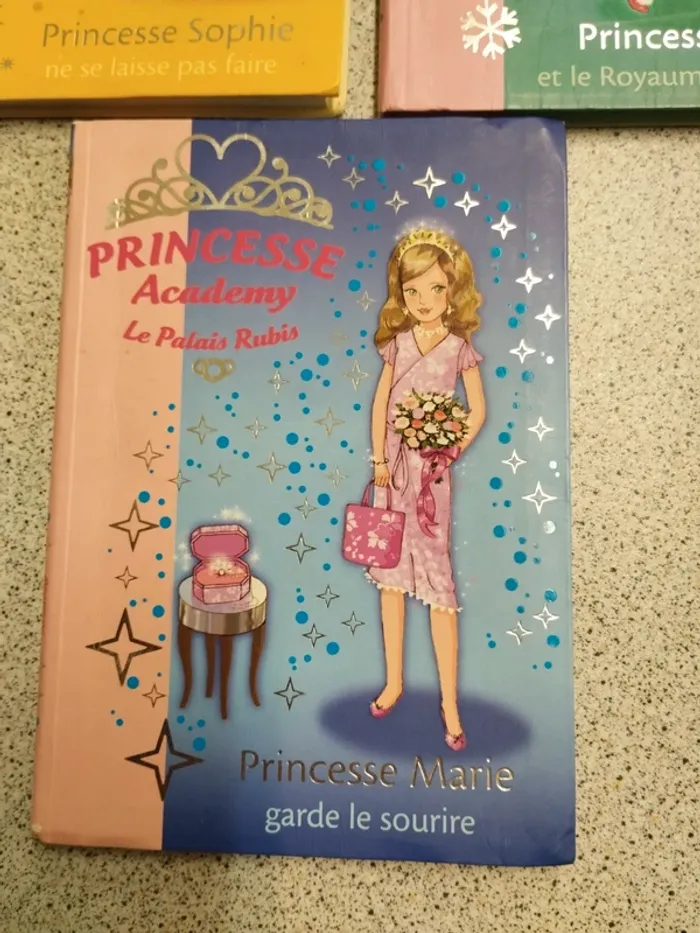 Princesse Sophie
ne se laisse pas faire
Princess
et le Royaum
PRINCESSE
Academy
Le Palais Rubis
Princesse Marie
garde le sourire